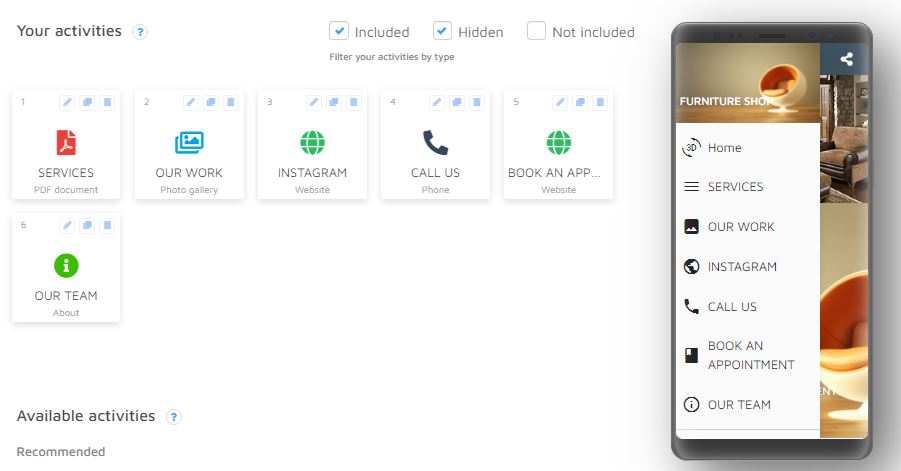 Your activities ?
Included
Hidden
Not included
Filter your activities by type
1
SERVICES
PDF document
2
OUR WORK
Photo gallery
3
INSTAGRAM
Website
4
CALL US
Phone
5
BOOK AN APP...
Website
6
OUR TEAM
About
Available activities ?
Recommended
FURNITURE SHOP
3D Home
SERVICES
OUR WORK
INSTAGRAM
CALL US
BOOK AN
APPOINTMENT
OUR TEAM